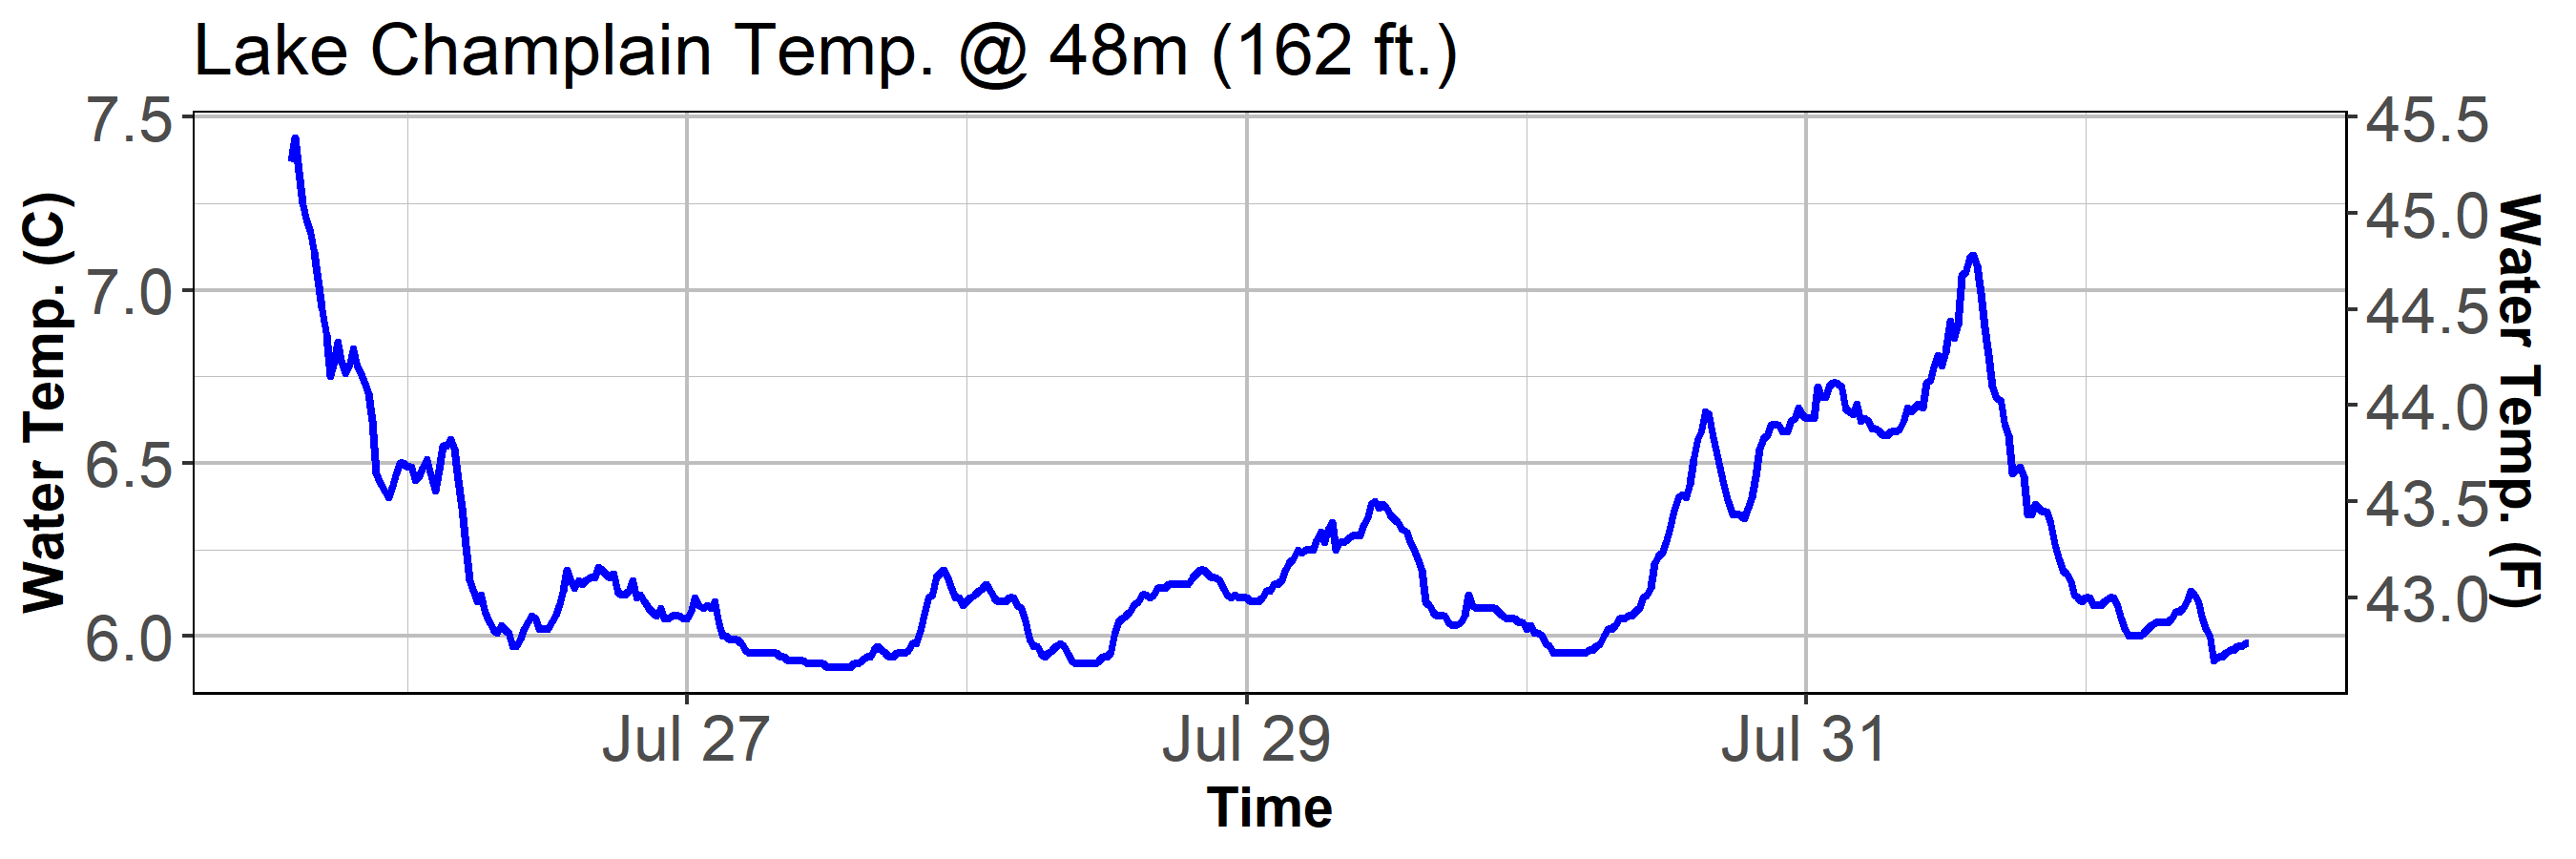 Lake Champlain Temp. @ 48m (162 ft.)
7.5
7.0
6.5
6.0
Water Temp. (C)
45.5
45.0
44.5
44.0
43.5
43.0
Water Temp. (F)
Jul 27 Jul 29 Jul 31
Time